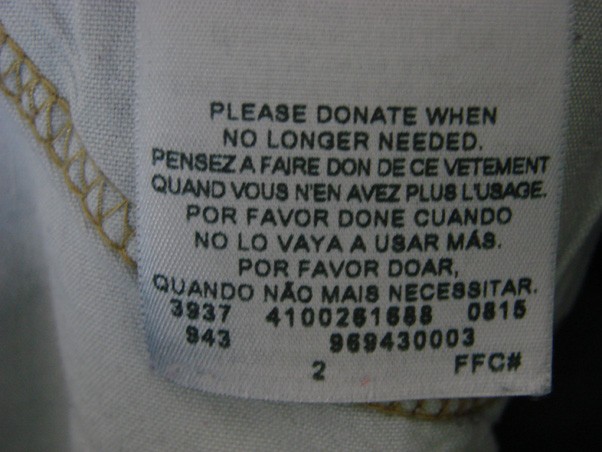 PLEASE DONATE WHEN
NO LONGER NEEDED.
PENSEZ A FAIRE DON DE CE VETEMENT
QUAND VOUS N'EN AVEZ PLUS L'USAGE.
POR FAVOR DONE CUANDO
NO LO VAYA A USAR MÁS.
POR FAVOR DOAR,
QUANDO NÃO MAIS NECESSITAR.
3937 4100261688 0815
943 969430003
2 FFC#